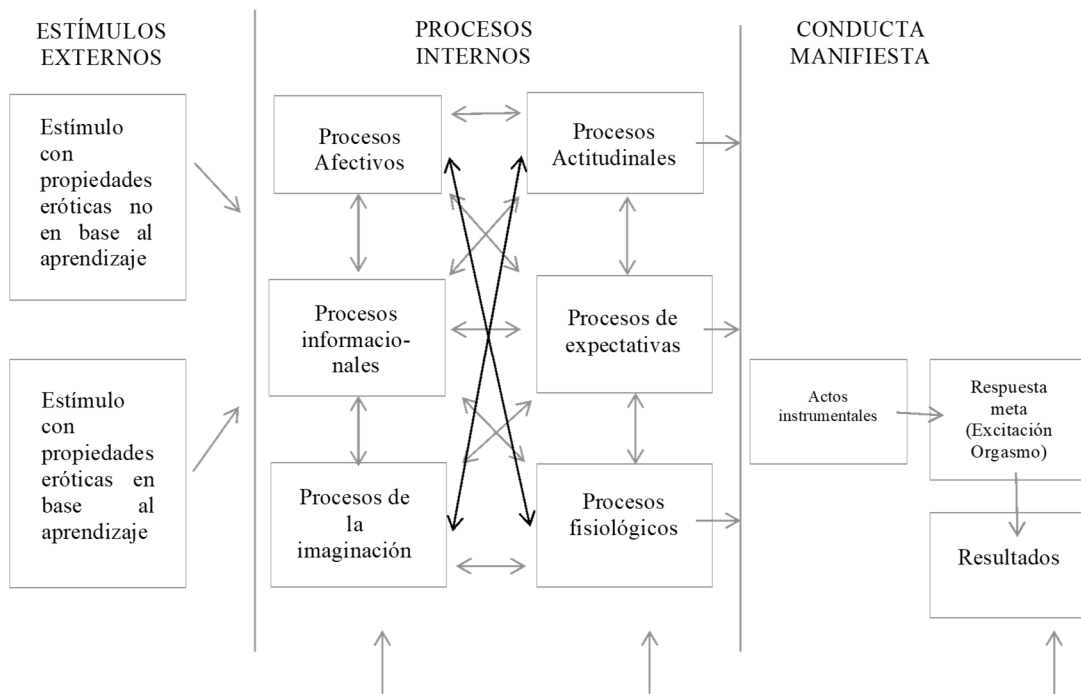 ESTÍMULOS
EXTERNOS
Estímulo
con
propiedades
eróticas no
en base al
aprendizaje
Estímulo
con
propiedades
eróticas en
base al
aprendizaje
PROCESOS
INTERNOS
Procesos
Afectivos
Procesos
Actitudinales
Procesos
informacio-
nales
Procesos de
expectativas
Procesos de
la
imaginación
Procesos
fisiológicos
CONDUCTA
MANIFIESTA
Actos
instrumentales
Respuesta
meta
(Excitación
Orgasmo)
Resultados